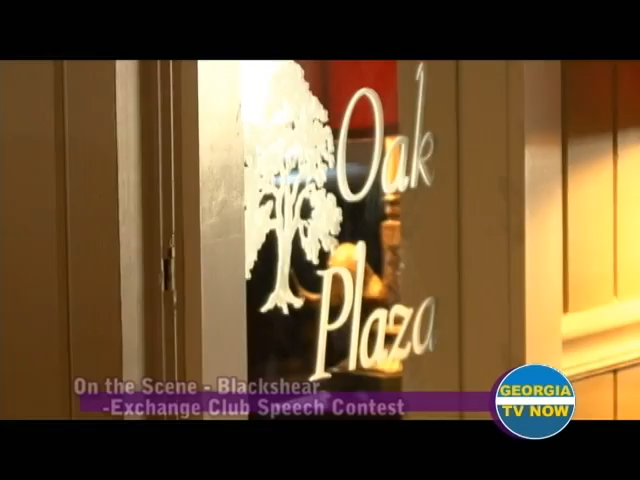 Oak
Plaza
On the Scene - Blackshear
-Exchange Club Speech Contest
GEORGIA
TV NOW